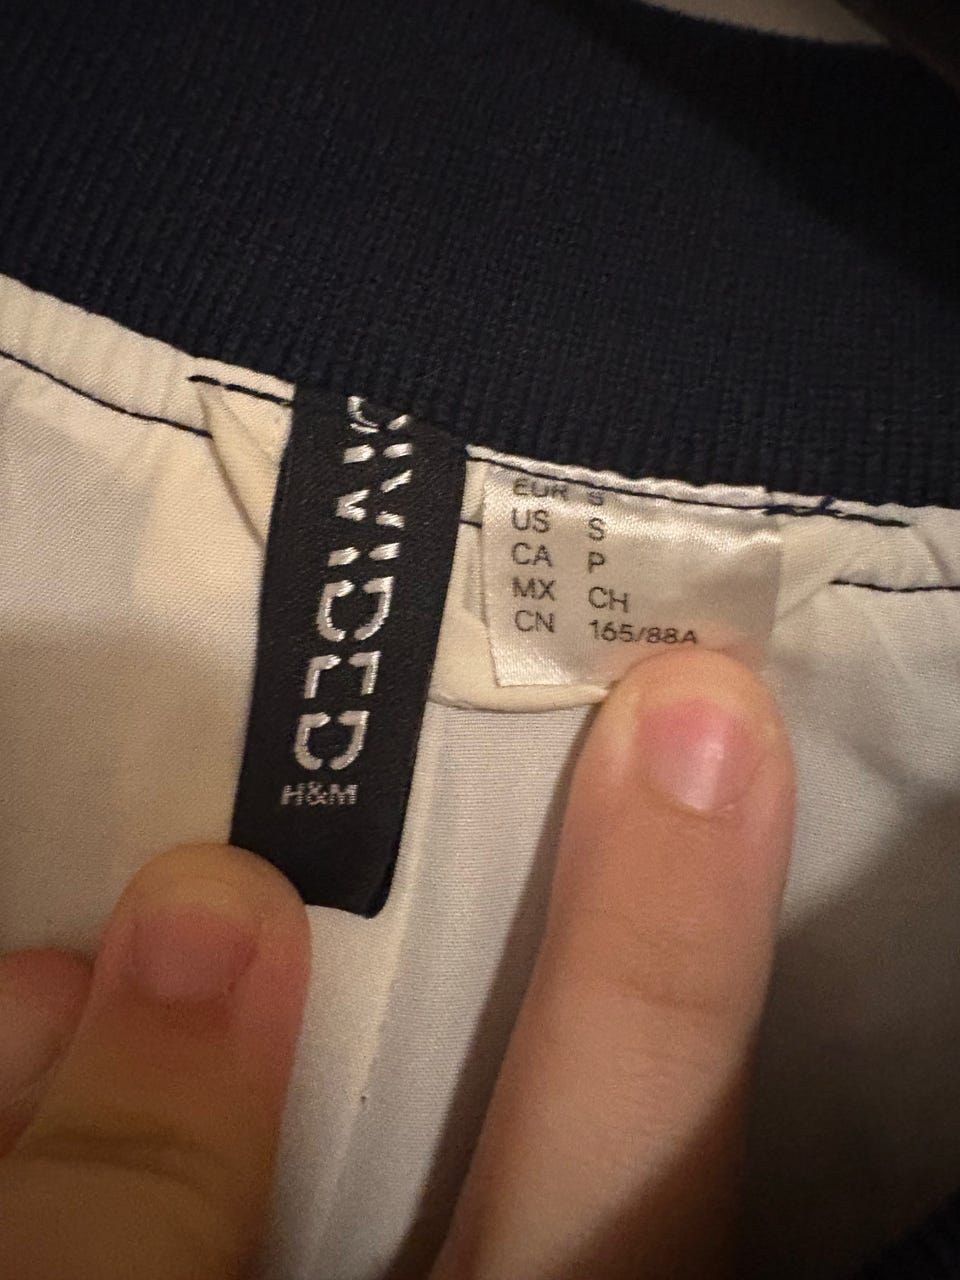 DIVIDED
H&M
EUR S
US S
CA P
MX CH
CN 165/88A